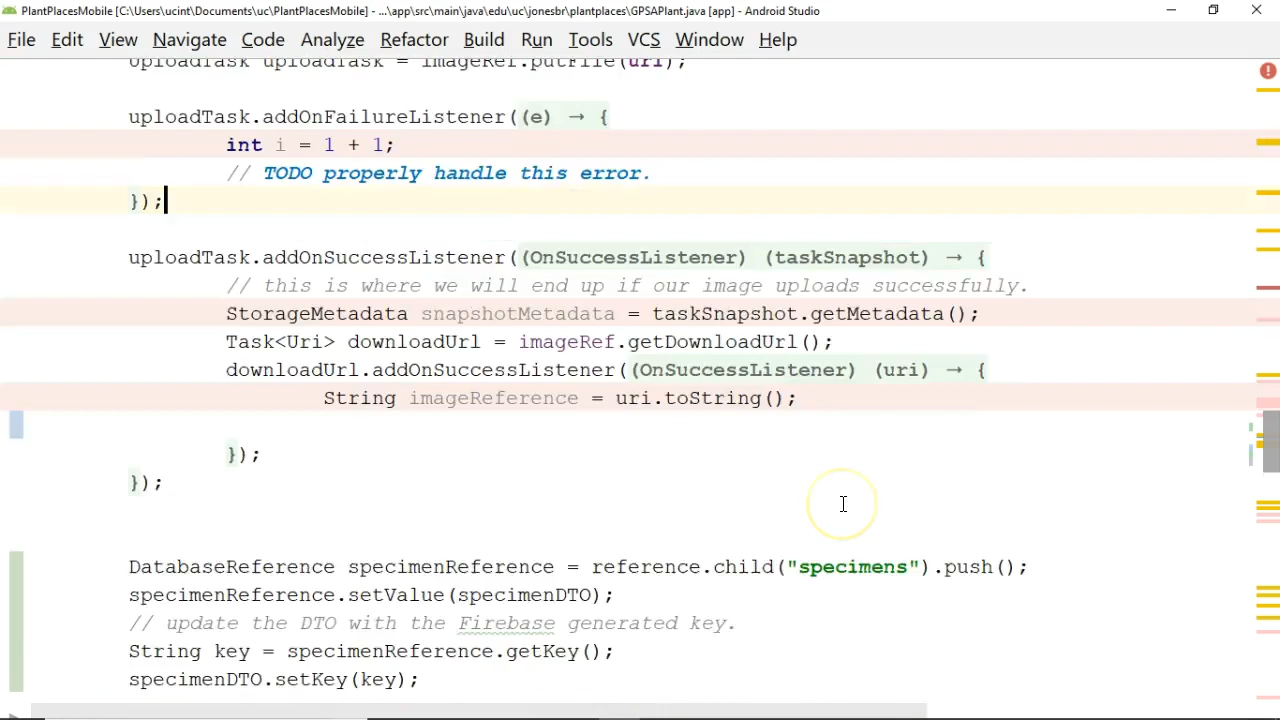 PlantPlacesMobile [C:\Users\ucint\Documents\uc\PlantPlacesMobile] - ...\app\src\main\java\edu\uc\jonesbr\plantplaces\GPSAPlant.java [app] - Android Studio
File Edit View Navigate Code Analyze Refactor Build Run Tools VCS Window Help
UploadTask uploadTask = imageRef.putFile(uri);
uploadTask.addOnFailureListener((e) → {
int i = 1 + 1;
// TODO properly handle this error.
});
uploadTask.addOnSuccessListener((OnSuccessListener) (taskSnapshot) → {
// this is where we will end up if our image uploads successfully.
StorageMetadata snapshotMetadata = taskSnapshot.getMetadata();
Task<Uri> downloadUrl = imageRef.getDownloadUrl();
downloadUrl.addOnSuccessListener((OnSuccessListener) (uri) → {
String imageReference = uri.toString();
});
});
DatabaseReference specimenReference = reference.child("specimens").push();
specimenReference.setValue(specimenDTO);
// update the DTO with the Firebase generated key.
String key = specimenReference.getKey();
specimenDTO.setKey(key);